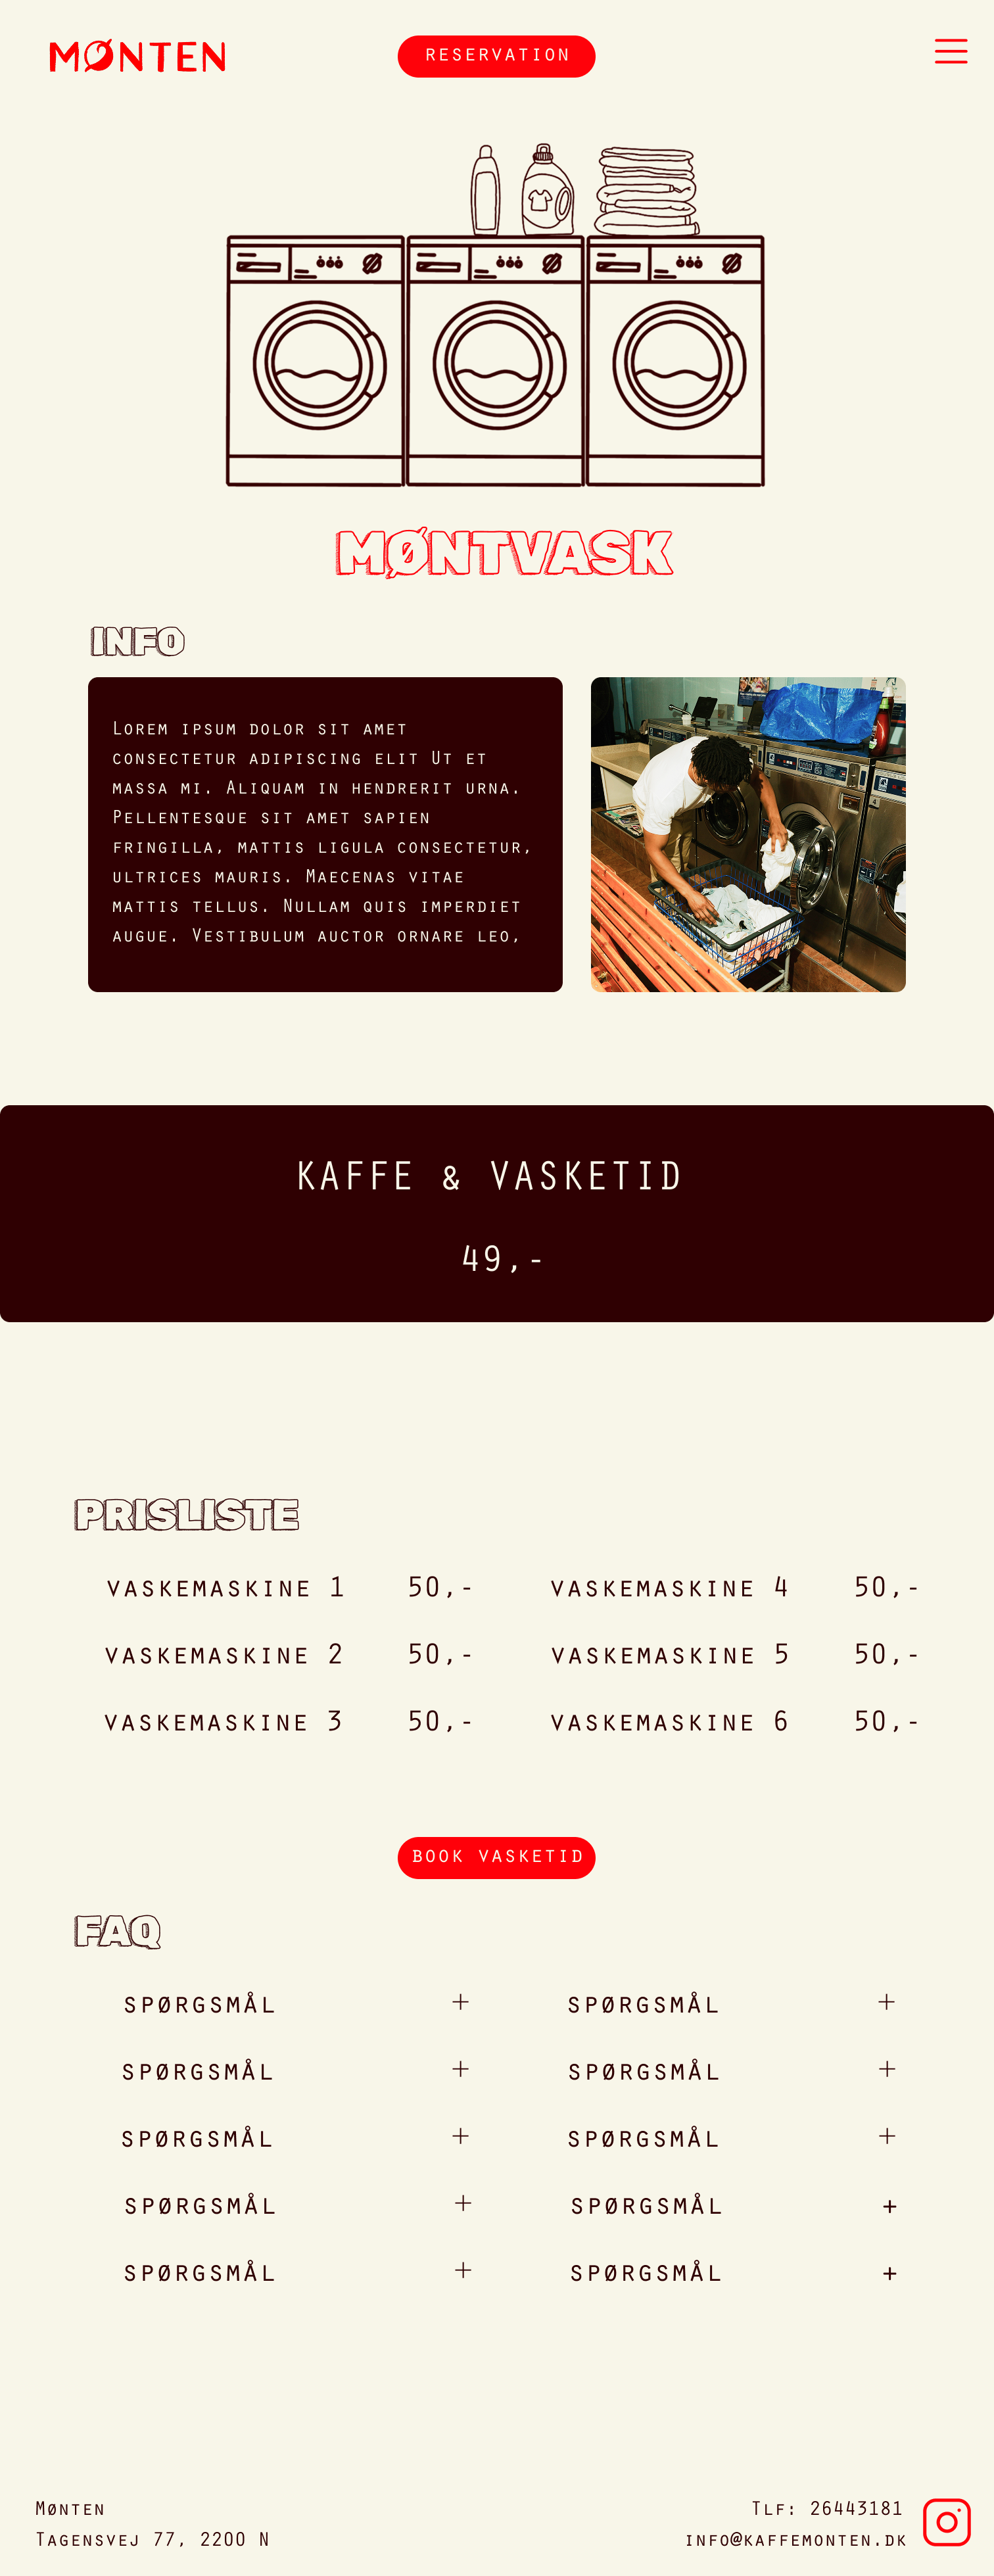 MØNTEN
RESERVATION
MØNTVASK
INFO
Lorem ipsum dolor sit amet
consectetur adipiscing elit Ut et
massa mi. Aliquam in hendrerit urna.
Pellentesque sit amet sapien
fringilla, mattis ligula consectetur,
ultrices mauris. Maecenas vitae
mattis tellus. Nullam quis imperdiet
augue. Vestibulum auctor ornare leo,
KAFFE & VASKETID
49,-
PRISLISTE
VASKEMASKINE 1 50,- VASKEMASKINE 4 50,-
VASKEMASKINE 2 50,- VASKEMASKINE 5 50,-
VASKEMASKINE 3 50,- VASKEMASKINE 6 50,-
BOOK VASKETID
FAQ
SPØRGSMÅL + SPØRGSMÅL +
SPØRGSMÅL + SPØRGSMÅL +
SPØRGSMÅL + SPØRGSMÅL +
SPØRGSMÅL + SPØRGSMÅL +
SPØRGSMÅL + SPØRGSMÅL +
Mønten
Tagensvej 77, 2200 N
Tlf: 26443181
info@kaffemonten.dk